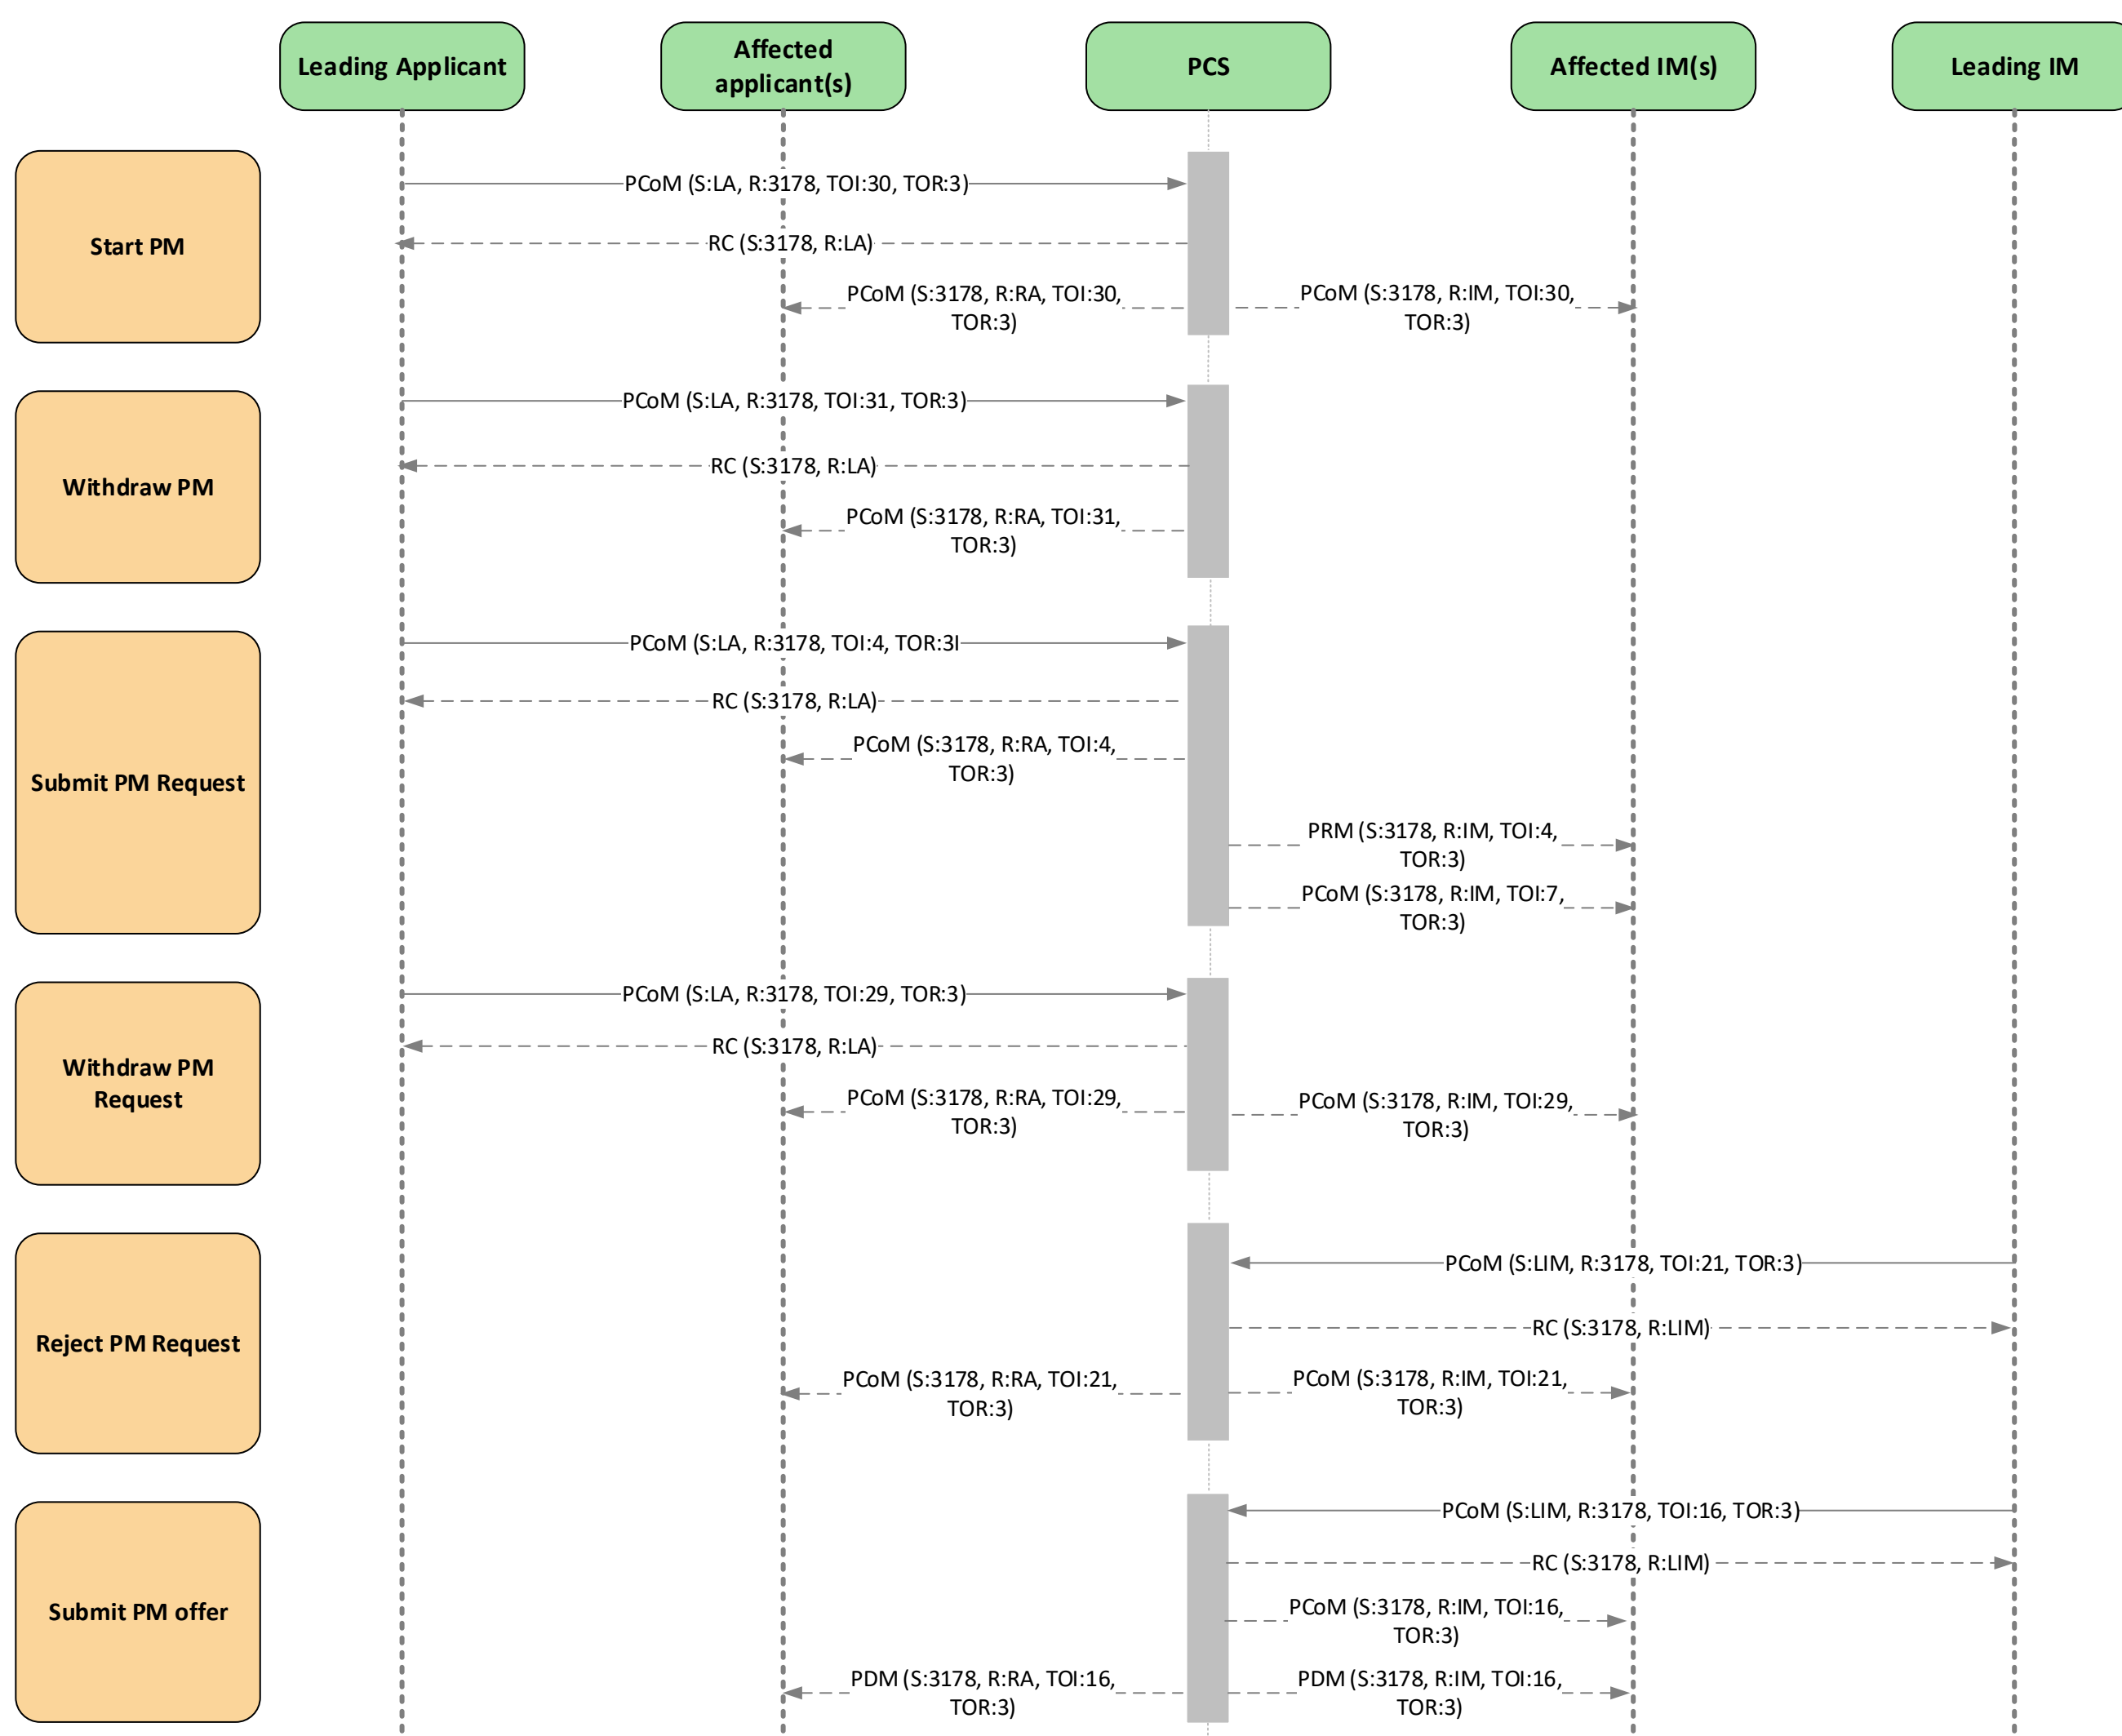 Leading Applicant
Affected
applicant(s)
PCS
Affected IM(s)
Leading IM
Start PM
PCoM (S:LA, R:3178, TOI:30, TOR:3)
RC (S:3178, R:LA)
PCoM (S:3178, R:RA, TOI:30,
TOR:3)
PCoM (S:3178, R:IM, TOI:30,
TOR:3)
Withdraw PM
PCoM (S:LA, R:3178, TOI:31, TOR:3)
RC (S:3178, R:LA)
PCoM (S:3178, R:RA, TOI:31,
TOR:3)
Submit PM Request
PCoM (S:LA, R:3178, TOI:4, TOR:3I
RC (S:3178, R:LA)
PCoM (S:3178, R:RA, TOI:4,
TOR:3)
PRM (S:3178, R:IM, TOI:4,
TOR:3)
PCoM (S:3178, R:IM, TOI:7,
TOR:3)
Withdraw PM
Request
PCoM (S:LA, R:3178, TOI:29, TOR:3)
RC (S:3178, R:LA)
PCoM (S:3178, R:RA, TOI:29,
TOR:3)
PCoM (S:3178, R:IM, TOI:29,
TOR:3)
Reject PM Request
PCoM (S:LIM, R:3178, TOI:21, TOR:3)
RC (S:3178, R:LIM)
PCoM (S:3178, R:RA, TOI:21,
TOR:3)
PCoM (S:3178, R:IM, TOI:21,
TOR:3)
Submit PM offer
PCoM (S:LIM, R:3178, TOI:16, TOR:3)
RC (S:3178, R:LIM)
PCoM (S:3178, R:IM, TOI:16,
TOR:3)
PDM (S:3178, R:RA, TOI:16,
TOR:3)
PDM (S:3178, R:IM, TOI:16,
TOR:3)